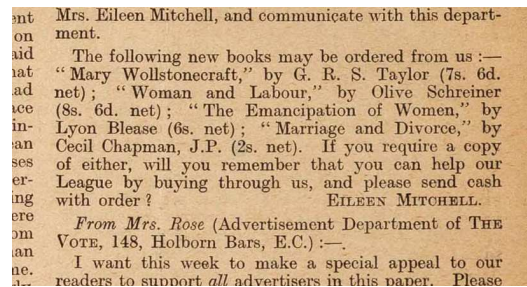 Mrs. Eileen Mitchell, and communicate with this depart-
ment.
The following new books may be ordered from us :—
“ Mary Wollstonecraft,” by G. R. S. Taylor (7s. 6d.
net) ; “ Woman and Labour,” by Olive Schreiner
(8s. 6d. net) ; “ The Emancipation of Women,” by
Lyon Blease (6s. net) ; “ Marriage and Divorce,” by
Cecil Chapman, J.P. (2s. net). If you require a copy
of either, will you remember that you can help our
League by buying through us, and please send cash
with order ? EILEEN MITCHELL.
From Mrs. Rose (Advertisement Department of THE
VOTE, 148, Holborn Bars, E.C.) :—.
I want this week to make a special appeal to our
readers to support all advertisers in this paper. Please